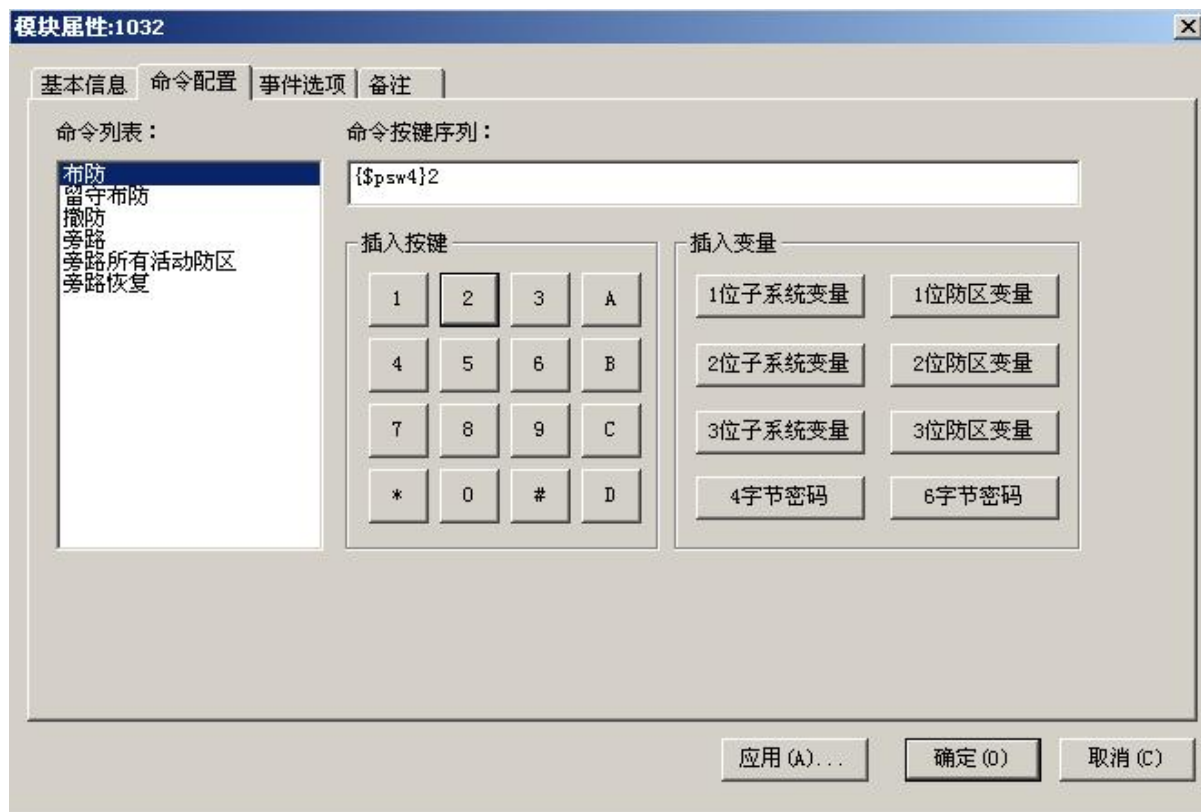 模块属性:1032
基本信息 命令配置 事件选项 备注
命令列表： 命令按键序列：
布防
留守布防
撤防
旁路
旁路所有活动防区
旁路恢复
{$psw4}2
插入按键
1 2 3 A
4 5 6 B
7 8 9 C
* 0 # D
插入变量
1位子系统变量 1位防区变量
2位子系统变量 2位防区变量
3位子系统变量 3位防区变量
4字节密码 6字节密码
应用(A)... 确定(O) 取消(C)